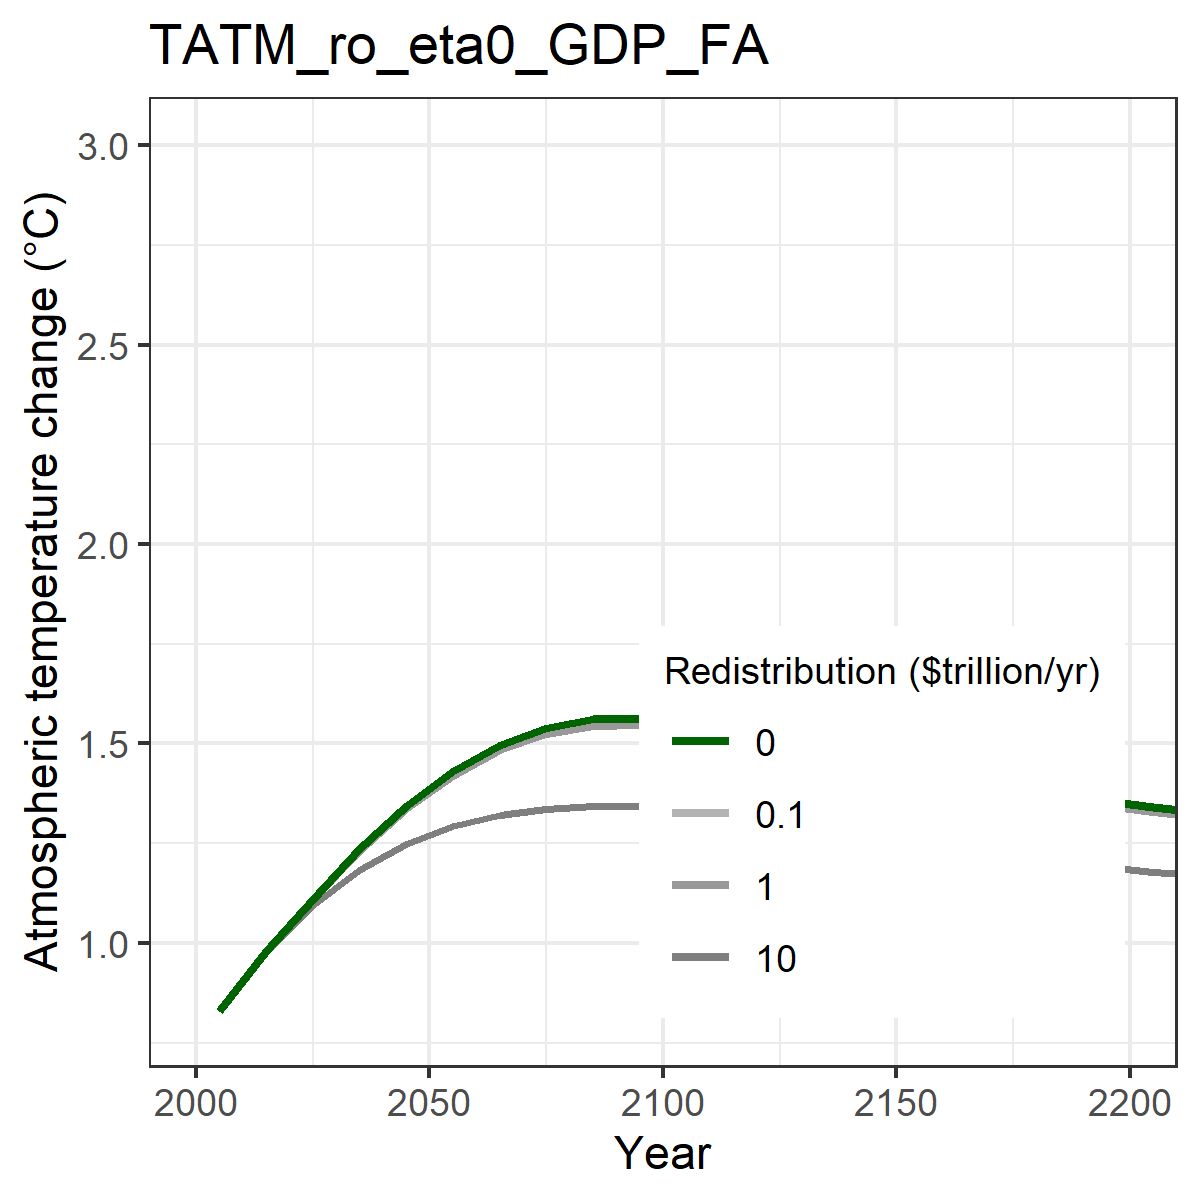 TATM_ro_eta0_GDP_FA
Atmospheric temperature change (°C)
3.0
2.5
2.0
1.5
1.0
Redistribution ($trillion/yr)
0
0.1
1
10
2000 2050 2100 2150 2200
Year